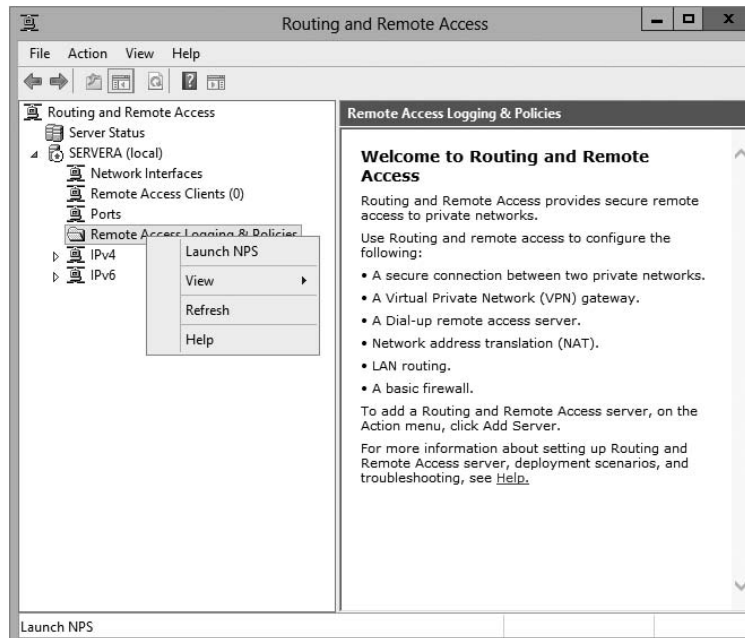 Routing and Remote Access
File Action View Help
Routing and Remote Access
Server Status
SERVERA (local)
Network Interfaces
Remote Access Clients (0)
Ports
Remote Access Logging & Policies
IPv4
IPv6
Launch NPS
View
Refresh
Help
Remote Access Logging & Policies
Welcome to Routing and Remote
Access
Routing and Remote Access provides secure remote
access to private networks.
Use Routing and remote access to configure the
following:
• A secure connection between two private networks.
• A Virtual Private Network (VPN) gateway.
• A Dial-up remote access server.
• Network address translation (NAT).
• LAN routing.
• A basic firewall.
To add a Routing and Remote Access server, on the
Action menu, click Add Server.
For more information about setting up Routing and
Remote Access server, deployment scenarios, and
troubleshooting, see Help.
Launch NPS